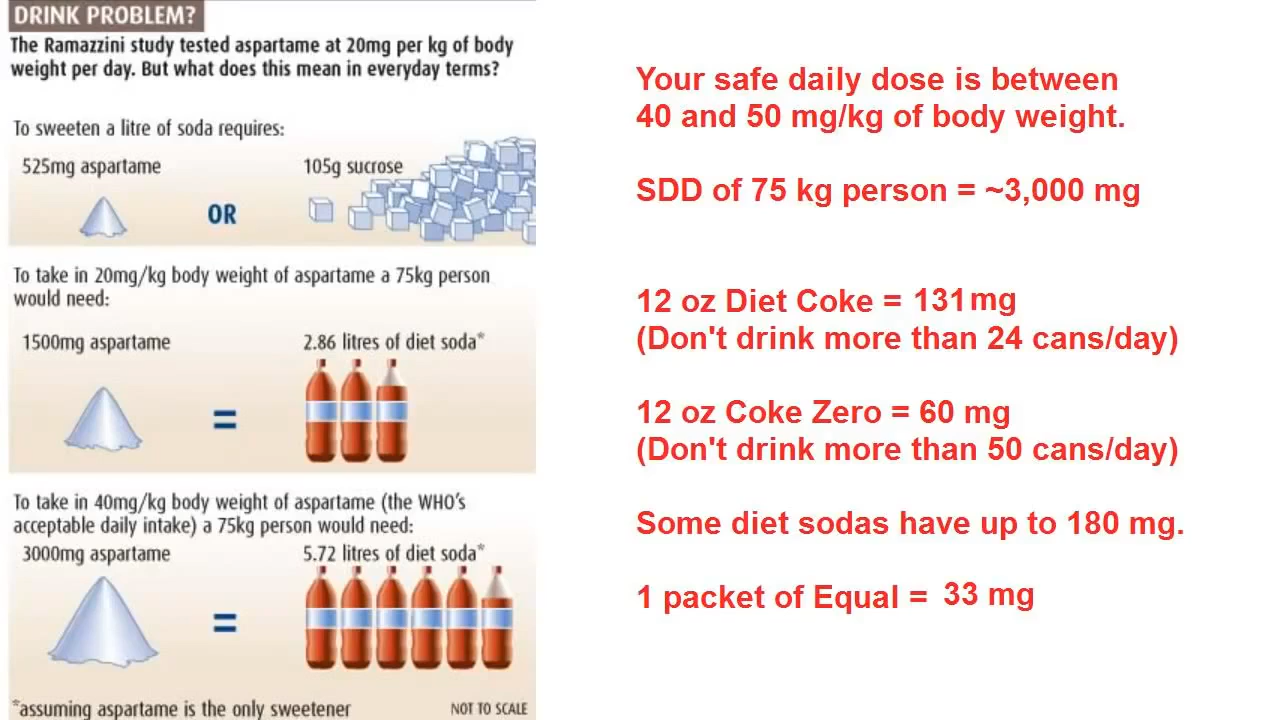 DRINK PROBLEM?
The Ramazzini study tested aspartame at 20mg per kg of body
weight per day. But what does this mean in everyday terms?
To sweeten a litre of soda requires:
525mg aspartame
105g sucrose
OR
To take in 20mg/kg body weight of aspartame a 75kg person
would need:
1500mg aspartame
2.86 litres of diet soda*
=
To take in 40mg/kg body weight of aspartame (the WHO's
acceptable daily intake) a 75kg person would need:
3000mg aspartame
5.72 litres of diet soda*
=
*assuming aspartame is the only sweetener
NOT TO SCALE
Your safe daily dose is between
40 and 50 mg/kg of body weight.
SDD of 75 kg person = ~3,000 mg
12 oz Diet Coke = 131mg
(Don't drink more than 24 cans/day)
12 oz Coke Zero = 60 mg
(Don't drink more than 50 cans/day)
Some diet sodas have up to 180 mg.
1 packet of Equal = 33 mg